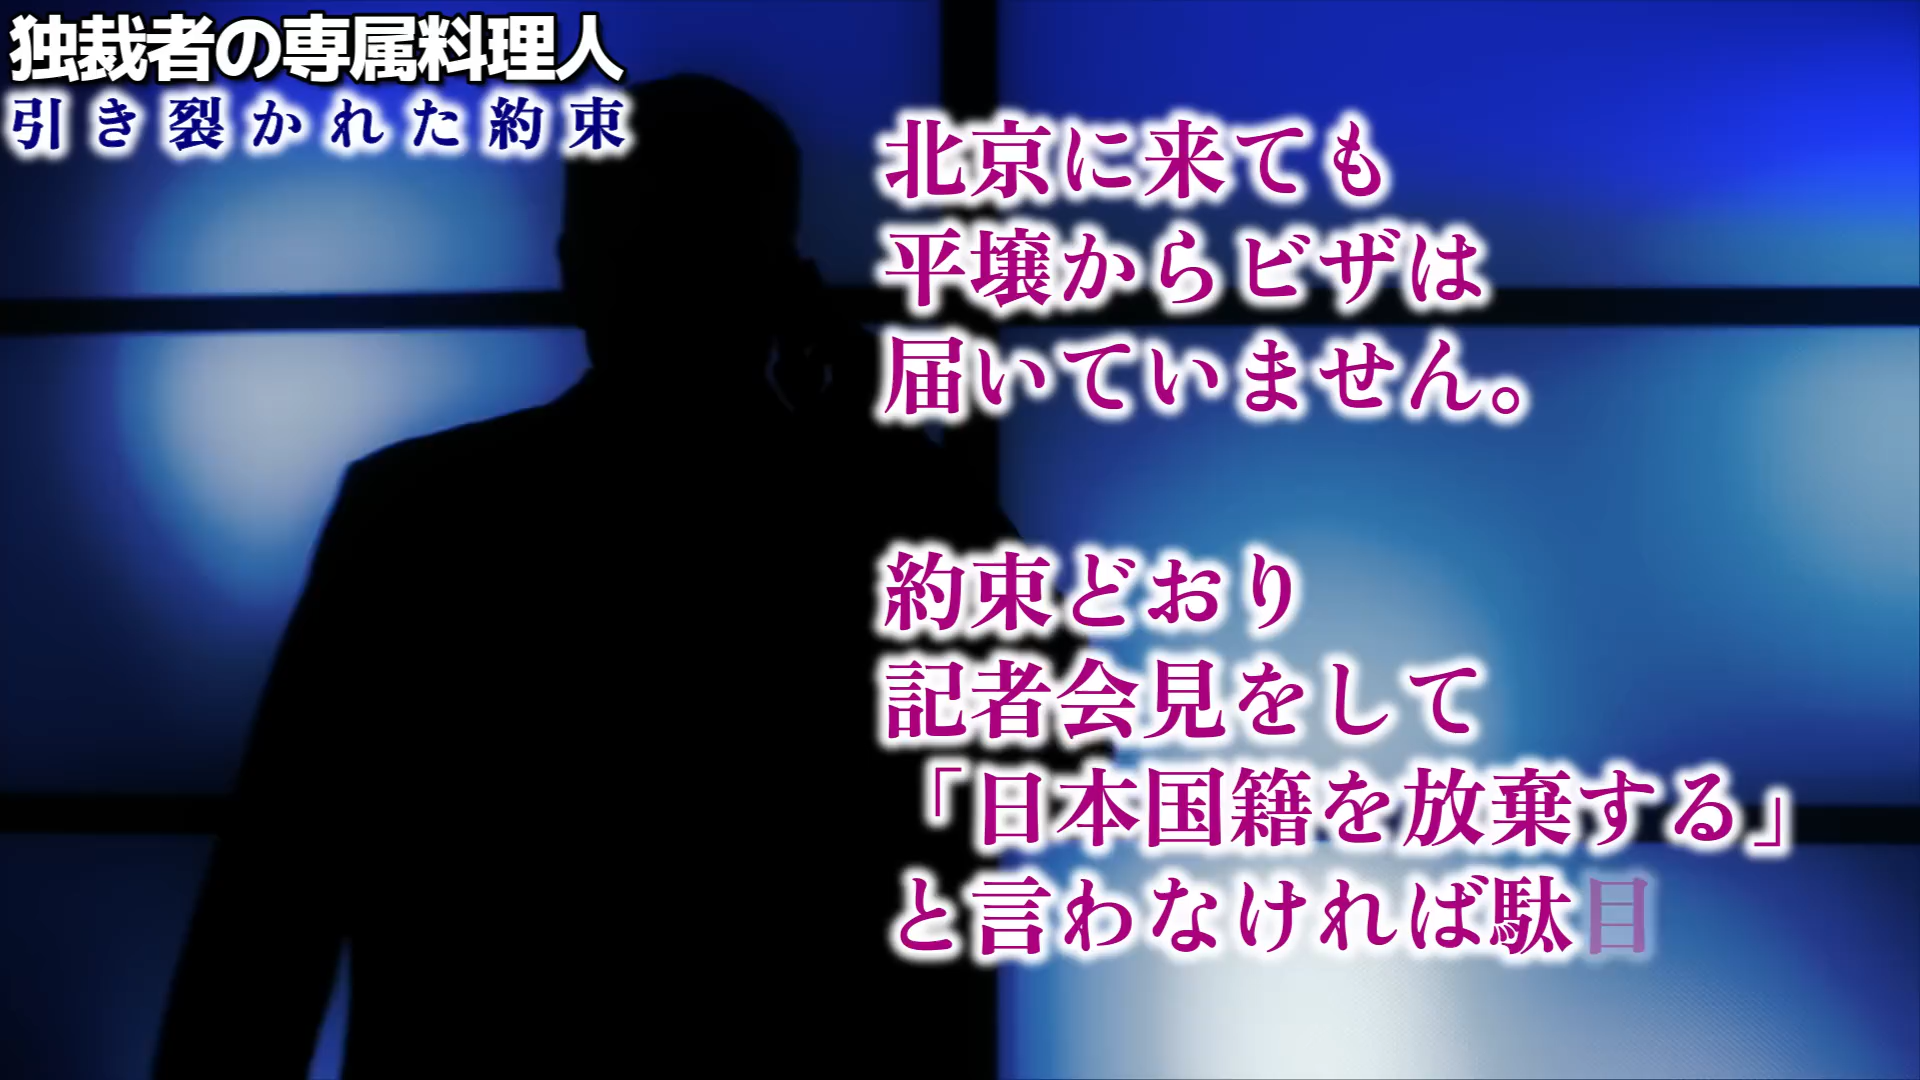 独裁者の専属料理人
引き裂かれた約束
北京に来ても
平壌からビザは
届いていません。
約束どおり
記者会見をして
「日本国籍を放棄する」
と言わなければ駄目